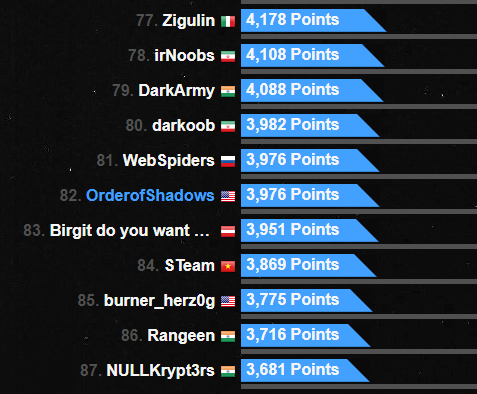 77. Zigulin 4,178 Points
78. irNoobs 4,108 Points
79. DarkArmy 4,088 Points
80. darkoob 3,982 Points
81. WebSpiders 3,976 Points
82. OrderofShadows 3,976 Points
83. Birgit do you want ... 3,951 Points
84. STeam 3,869 Points
85. burner_herz0g 3,775 Points
86. Rangeen 3,716 Points
87. NULLKrypt3rs 3,681 Points